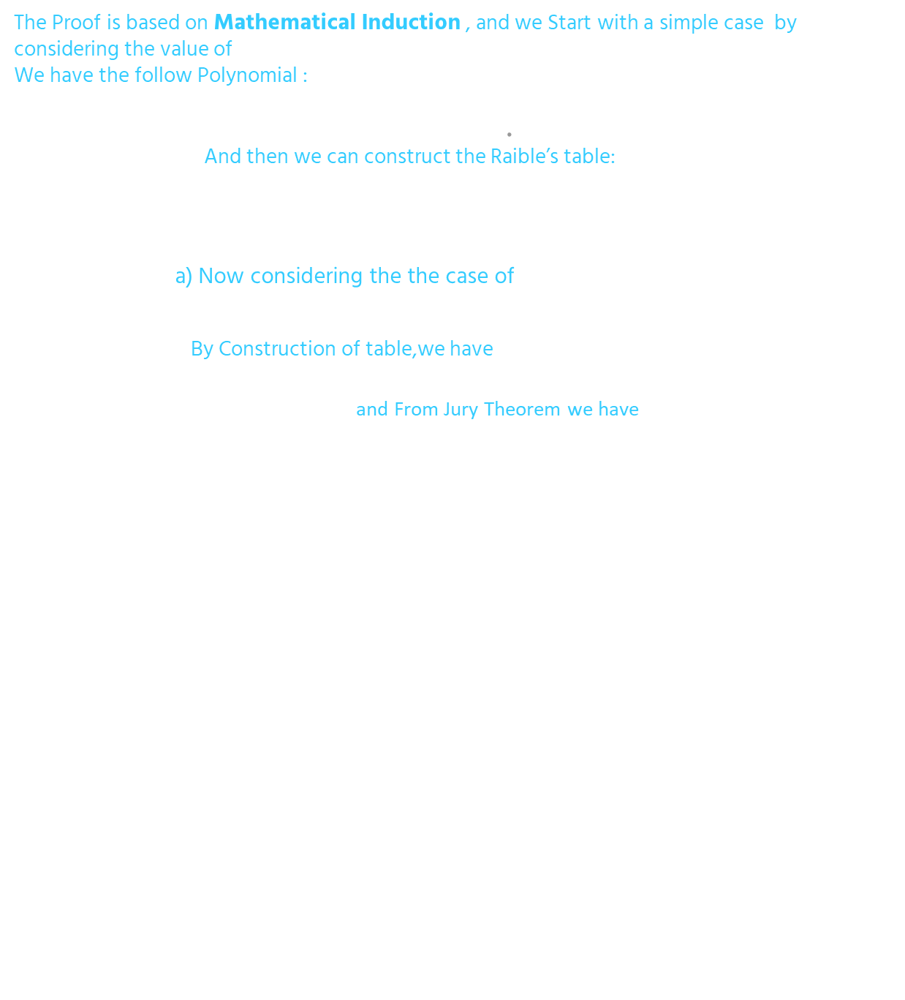 The Proof is based on Mathematical Induction , and we Start with a simple case  by
considering the value of
We have the follow Polynomial :
And then we can construct the Raible’s table:
a) Now considering the the case of
By Construction of table,we have
and From Jury Theorem we have